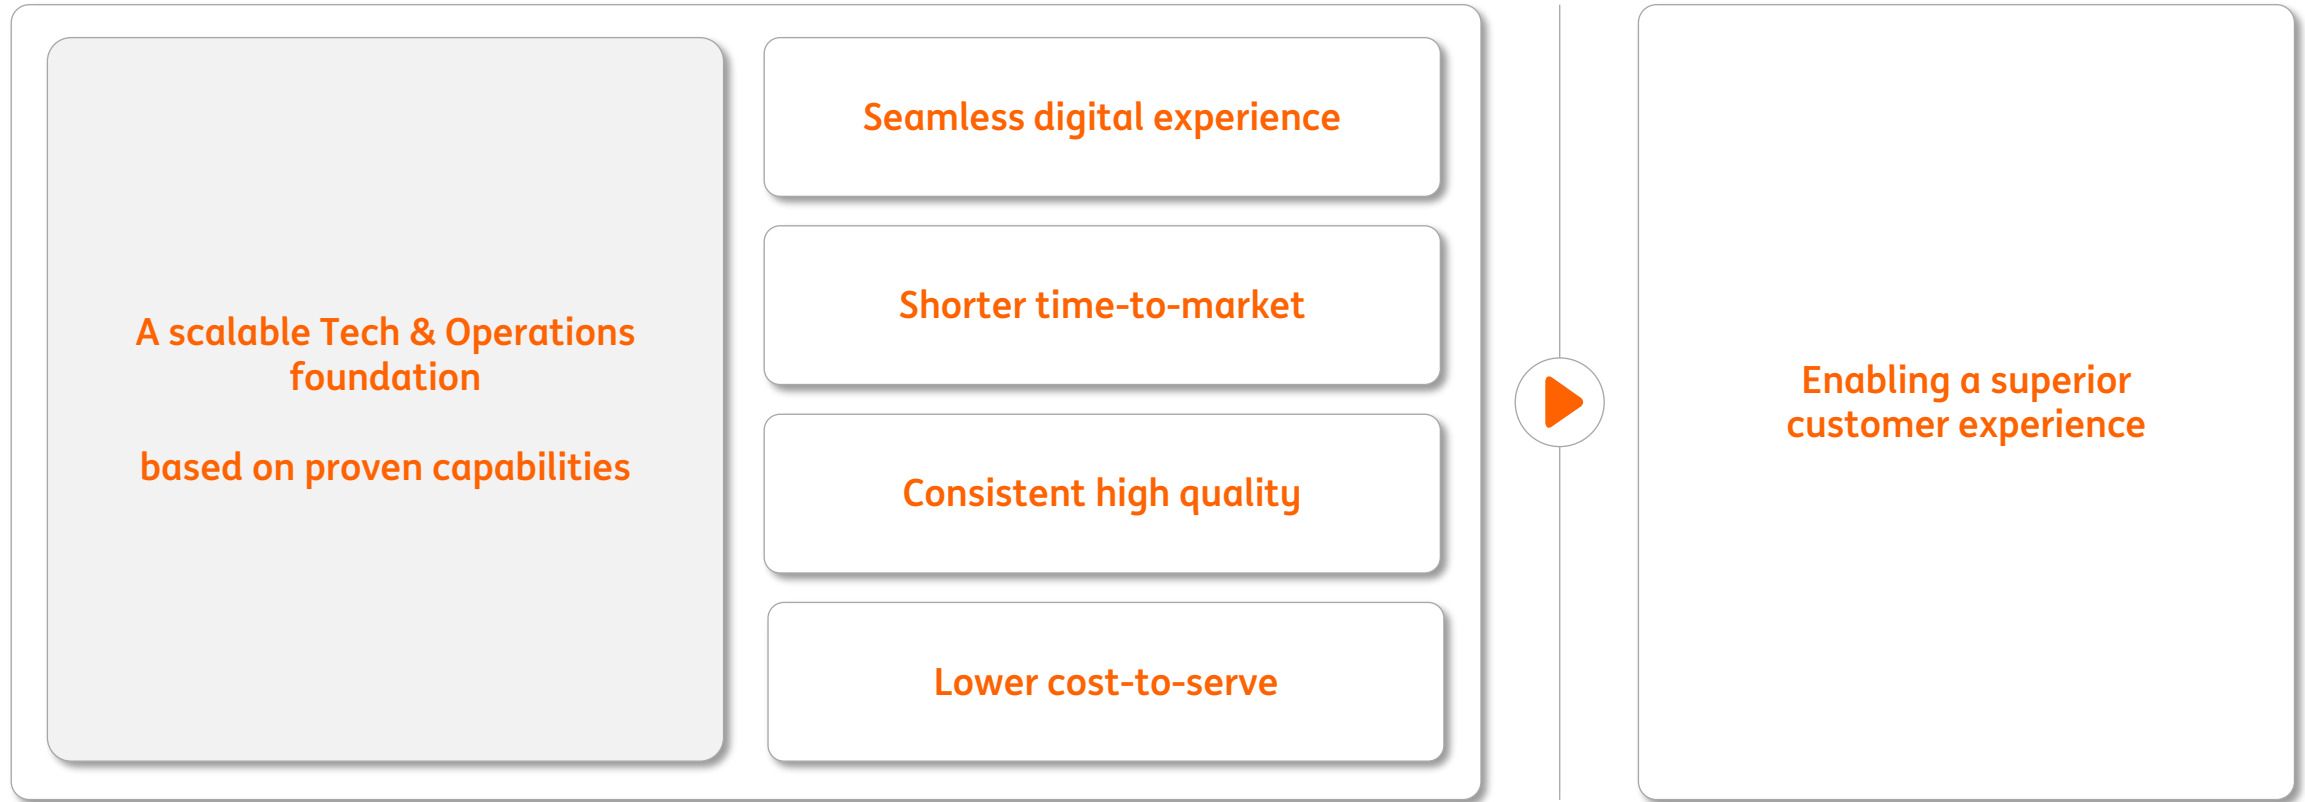 A scalable Tech & Operations
foundation
based on proven capabilities
Seamless digital experience
Shorter time-to-market
Consistent high quality
Lower cost-to-serve
Enabling a superior
customer experience